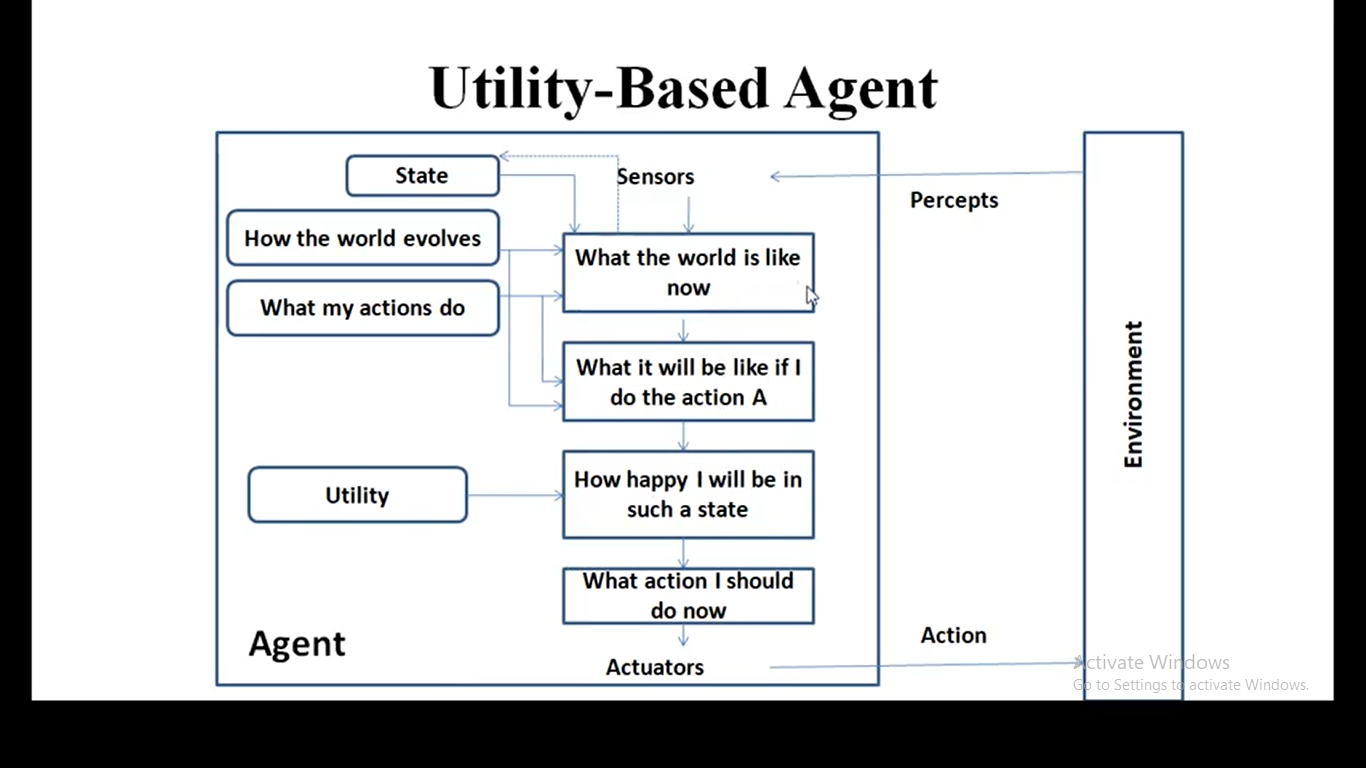 Utility-Based Agent
State
Sensors
Percepts
How the world evolves
What the world is like
now
What my actions do
What it will be like if I
do the action A
Environment
How happy I will be in
such a state
Utility
What action I should
do now
Agent
Actuators
Action
Activate Windows
Go to Settings to activate Windows.